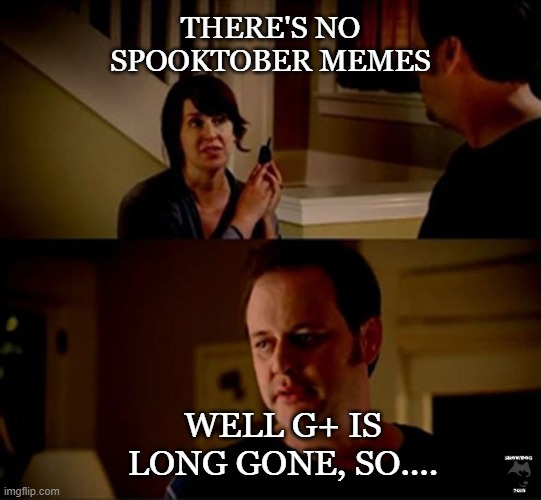 THERE'S NO
SPOOKTOBER MEMES
WELL G+ IS
LONG GONE, SO....
imgflip.com